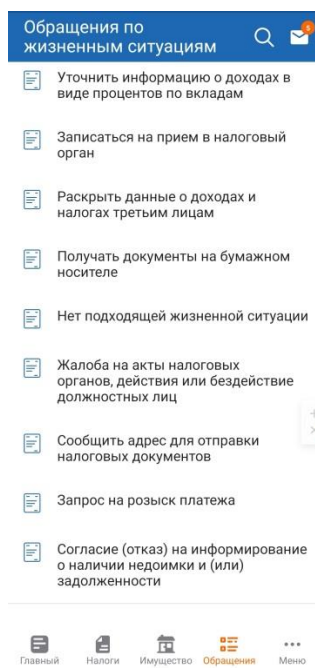 Обращения по
жизненным ситуациям
5
Уточнить информацию о доходах в
виде процентов по вкладам
Записаться на прием в налоговый
орган
Раскрыть данные о доходах и
налогах третьим лицам
Получать документы на бумажном
носителе
Нет подходящей жизненной ситуации
Жалоба на акты налоговых
органов, действия или бездействие
должностных лиц
Сообщить адрес для отправки
налоговых документов
Запрос на розыск платежа
Согласие (отказ) на информирование
о наличии недоимки и (или)
задолженности
Главный Налоги Имущество Обращения Меню